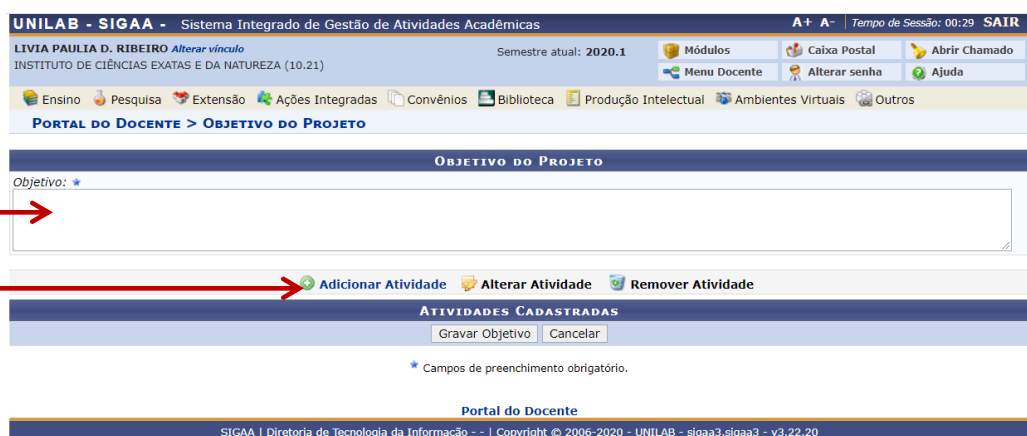 UNILAB - SIGAA - Sistema Integrado de Gestão de Atividades Acadêmicas A+ A- Tempo de Sessão: 00:29 SAIR
LIVIA PAULIA D. RIBEIRO Alterar vínculo Semestre atual: 2020.1 Módulos Caixa Postal Abrir Chamado
INSTITUTO DE CIÊNCIAS EXATAS E DA NATUREZA (10.21) Menu Docente Alterar senha Ajuda
Ensino Pesquisa Extensão Ações Integradas Convênios Biblioteca Produção Intelectual Ambientes Virtuais Outros
PORTAL DO DOCENTE > OBJETIVO DO PROJETO
OBJETIVO DO PROJETO
Objetivo:
Adicionar Atividade Alterar Atividade Remover Atividade
ATIVIDADES CADASTRADAS
Gravar Objetivo Cancelar
Campos de preenchimento obrigatório.
Portal do Docente
SIGAA | Diretoria de Tecnologia da Informação - - | Copyright © 2006-2020 - UNILAB - sigaa3.sigaa3 - v3.22.20